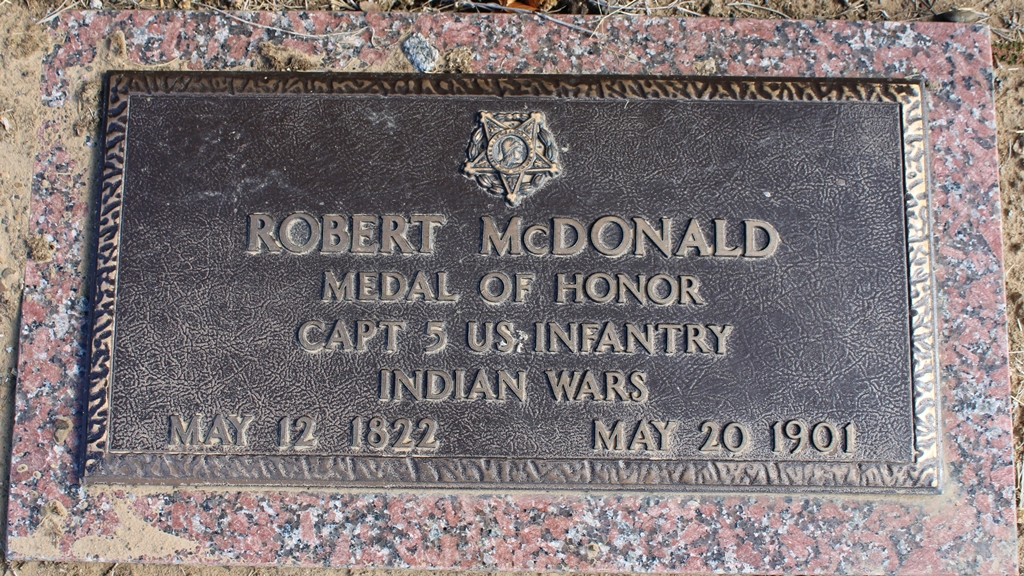 ROBERT McDONALD
MEDAL OF HONOR
CAPT 5 US INFANTRY
INDIAN WARS
MAY 12 1822 MAY 20 1901